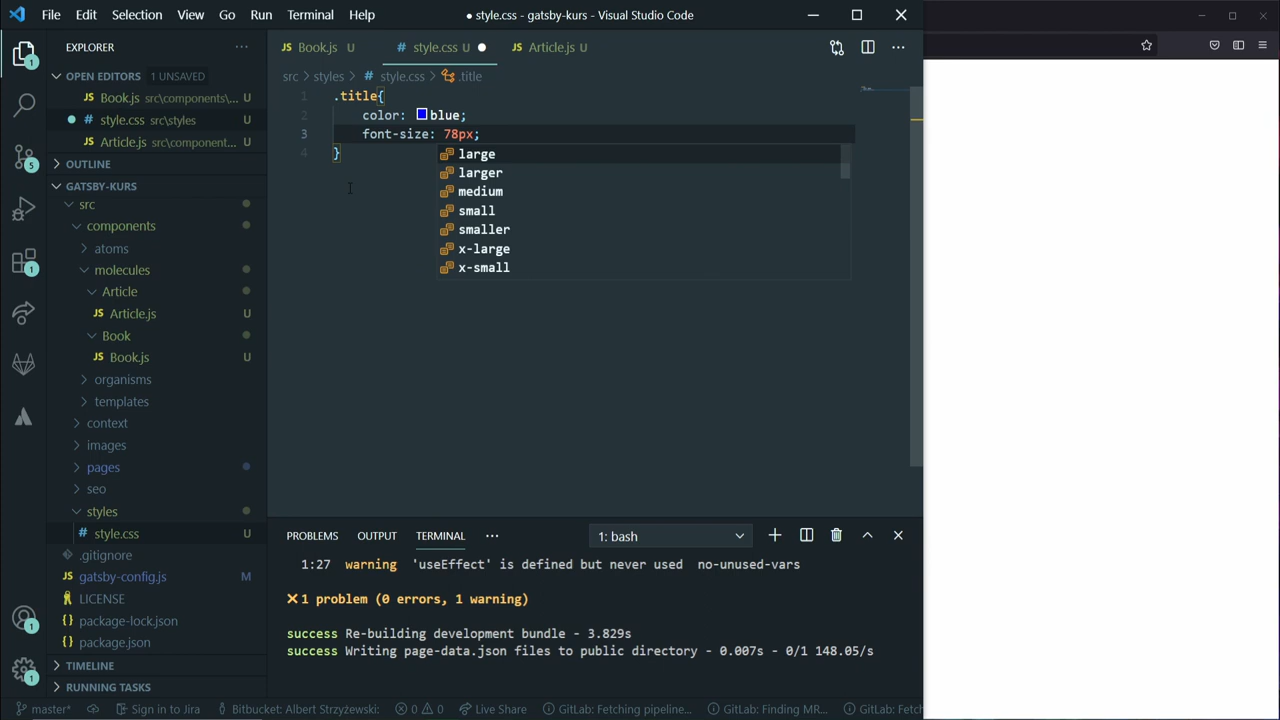 File Edit Selection View Go Run Terminal Help
● style.css - gatsby-kurs - Visual Studio Code
EXPLORER
OPEN EDITORS 1 UNSAVED
JS Book.js src\components\... U
# style.css src\styles U
JS Article.js src\component... U
OUTLINE
GATSBY-KURS
src
components
atoms
molecules
Article
JS Article.js U
Book
JS Book.js U
organisms
templates
context
images
pages
seo
styles
# style.css U
.gitignore
JS gatsby-config.js M
LICENSE
{} package-lock.json
{} package.json
TIMELINE
RUNNING TASKS
1
5
1
1
1
JS Book.js U # style.css U ● JS Article.js U
src > styles > # style.css > .title
1 .title{
2 color: blue;
3 font-size: 78px;
4 }
large
larger
medium
small
smaller
x-large
x-small
PROBLEMS OUTPUT TERMINAL ... 1: bash
1:27 warning 'useEffect' is defined but never used no-unused-vars
✖ 1 problem (0 errors, 1 warning)
success Re-building development bundle - 3.829s
success Writing page-data.json files to public directory - 0.007s - 0/1 148.05/s
master* Sign in to Jira Bitbucket: Albert Strzyżewski: 0 0 Live Share GitLab: Fetching pipeline... GitLab: Finding MR... GitLab: Fetch